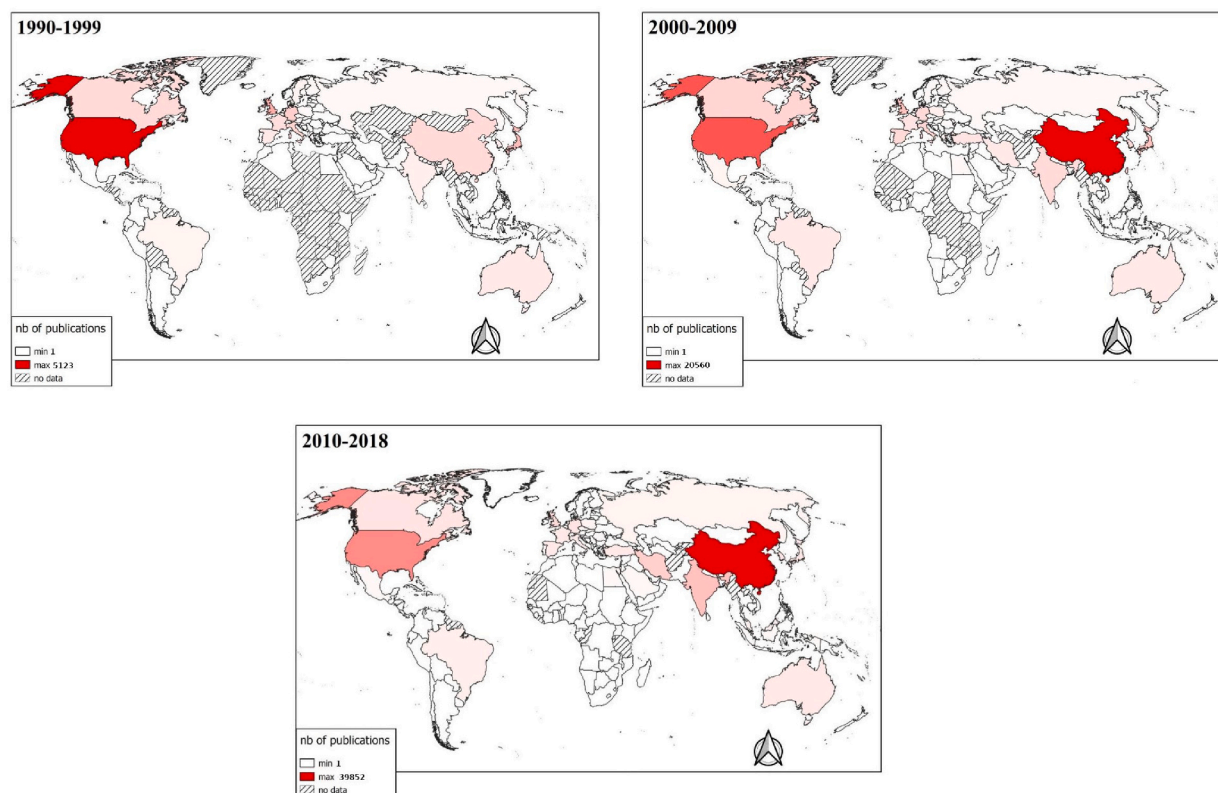 1990-1999
nb of publications
min 1
max 5123
no data
2000-2009
nb of publications
min 1
max 20560
no data
2010-2018
nb of publications
min 1
max 39852
no data